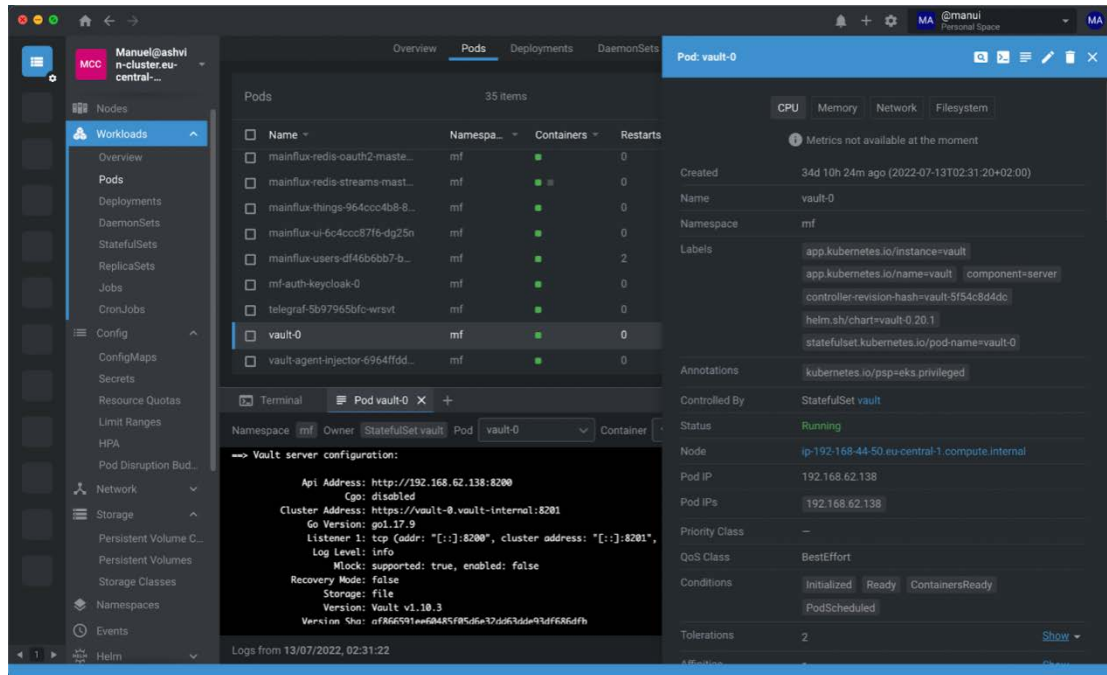 @manui
MA
Personal Space
MA
MCC
Manuel@ashvi
n-cluster.eu-
central-...
Nodes
Workloads
Overview
Pods
Deployments
DaemonSets
StatefulSets
ReplicaSets
Jobs
CronJobs
Config
ConfigMaps
Secrets
Resource Quotas
Limit Ranges
HPA
Pod Disruption Bud...
Network
Storage
Persistent Volume C...
Persistent Volumes
Storage Classes
Namespaces
Events
Helm
1
Overview Pods Deployments DaemonSets
Pods 35 items
Name Namespa... Containers Restarts
mainflux-redis-oauth2-maste... mf 0
mainflux-redis-streams-mast... mf 0
mainflux-things-964ccc4b8-8... mf 0
mainflux-ui-6c4ccc87f6-dg25n mf 0
mainflux-users-df46b6bb7-b... mf 2
mf-auth-keycloak-0 mf 0
telegraf-5b97965bfc-wrsvt mf 0
vault-0 mf 0
vault-agent-injector-6964ffdd... mf 0
Terminal Pod vault-0
Namespace mf Owner StatefulSet vault Pod vault-0 Container
==> Vault server configuration:
Api Address: http://192.168.62.138:8200
Cgo: disabled
Cluster Address: https://vault-0.vault-internal:8201
Go Version: go1.17.9
Listener 1: tcp (addr: "[::]:8200", cluster address: "[::]:8201",
Log Level: info
Mlock: supported: true, enabled: false
Recovery Mode: false
Storage: file
Version: Vault v1.10.3
Version Sha: af866591ee60485f05d6e32dd63dde93df686dfb
Logs from 13/07/2022, 02:31:22
Pod: vault-0
CPU Memory Network Filesystem
Metrics not available at the moment
Created 34d 10h 24m ago (2022-07-13T02:31:20+02:00)
Name vault-0
Namespace mf
Labels app.kubernetes.io/instance=vault
app.kubernetes.io/name=vault component=server
controller-revision-hash=vault-5f54c8d4dc
helm.sh/chart=vault-0.20.1
statefulset.kubernetes.io/pod-name=vault-0
Annotations kubernetes.io/psp=eks.privileged
Controlled By StatefulSet vault
Status Running
Node ip-192-168-44-50.eu-central-1.compute.internal
Pod IP 192.168.62.138
Pod IPs 192.168.62.138
Priority Class —
QoS Class BestEffort
Conditions Initialized Ready ContainersReady
PodScheduled
Tolerations 2 Show